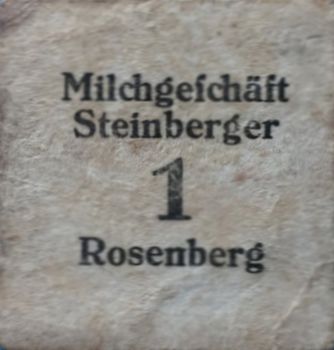 Milchgeſchäft
Steinberger
1
Rosenberg